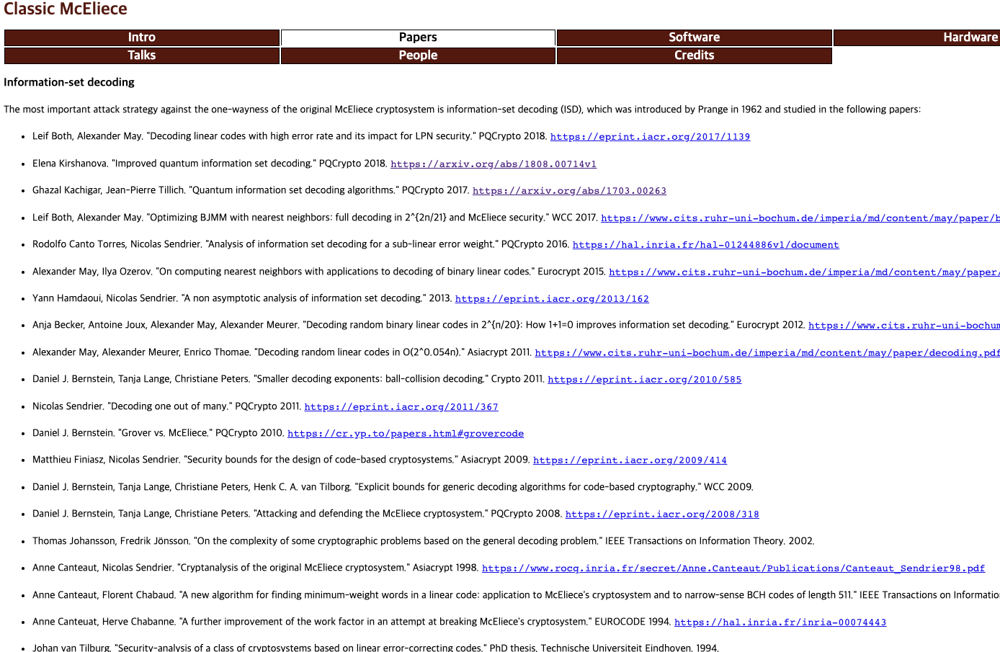 Classic McEliece
Intro Papers Software Hardware
Talks People Credits
Information-set decoding
The most important attack strategy against the one-wayness of the original McEliece cryptosystem is information-set decoding (ISD), which was introduced by Prange in 1962 and studied in the following papers:
• Leif Both, Alexander May. "Decoding linear codes with high error rate and its impact for LPN security." PQCrypto 2018. https://eprint.iacr.org/2017/1139
• Elena Kirshanova. "Improved quantum information set decoding." PQCrypto 2018. https://arxiv.org/abs/1808.00714v1
• Ghazal Kachigar, Jean-Pierre Tillich. "Quantum information set decoding algorithms." PQCrypto 2017. https://arxiv.org/abs/1703.00263
• Leif Both, Alexander May. "Optimizing BJMM with nearest neighbors: full decoding in 2^{2n/21} and McEliece security." WCC 2017. https://www.cits.ruhr-uni-bochum.de/imperia/md/content/may/paper/b
• Rodolfo Canto Torres, Nicolas Sendrier. "Analysis of information set decoding for a sub-linear error weight." PQCrypto 2016. https://hal.inria.fr/hal-01244886v1/document
• Alexander May, Ilya Ozerov. "On computing nearest neighbors with applications to decoding of binary linear codes." Eurocrypt 2015. https://www.cits.ruhr-uni-bochum.de/imperia/md/content/may/paper/
• Yann Hamdaoui, Nicolas Sendrier. "A non asymptotic analysis of information set decoding." 2013. https://eprint.iacr.org/2013/162
• Anja Becker, Antoine Joux, Alexander May, Alexander Meurer. "Decoding random binary linear codes in 2^{n/20}: How 1+1=0 improves information set decoding." Eurocrypt 2012. https://www.cits.ruhr-uni-bochum
• Alexander May, Alexander Meurer, Enrico Thomae. "Decoding random linear codes in O(2^0.054n)." Asiacrypt 2011. https://www.cits.ruhr-uni-bochum.de/imperia/md/content/may/paper/decoding.pdf
• Daniel J. Bernstein, Tanja Lange, Christiane Peters. "Smaller decoding exponents: ball-collision decoding." Crypto 2011. https://eprint.iacr.org/2010/585
• Nicolas Sendrier. "Decoding one out of many." PQCrypto 2011. https://eprint.iacr.org/2011/367
• Daniel J. Bernstein. "Grover vs. McEliece." PQCrypto 2010. https://cr.yp.to/papers.html#grovercode
• Matthieu Finiasz, Nicolas Sendrier. "Security bounds for the design of code-based cryptosystems." Asiacrypt 2009. https://eprint.iacr.org/2009/414
• Daniel J. Bernstein, Tanja Lange, Christiane Peters, Henk C. A. van Tilborg. "Explicit bounds for generic decoding algorithms for code-based cryptography." WCC 2009.
• Daniel J. Bernstein, Tanja Lange, Christiane Peters. "Attacking and defending the McEliece cryptosystem." PQCrypto 2008. https://eprint.iacr.org/2008/318
• Thomas Johansson, Fredrik Jönsson. "On the complexity of some cryptographic problems based on the general decoding problem." IEEE Transactions on Information Theory. 2002.
• Anne Canteaut, Nicolas Sendrier. "Cryptanalysis of the original McEliece cryptosystem." Asiacrypt 1998. https://www.rocq.inria.fr/secret/Anne.Canteaut/Publications/Canteaut_Sendrier98.pdf
• Anne Canteaut, Florent Chabaud. "A new algorithm for finding minimum-weight words in a linear code: application to McEliece's cryptosystem and to narrow-sense BCH codes of length 511." IEEE Transactions on Informatio
• Anne Canteuat, Herve Chabanne. "A further improvement of the work factor in an attempt at breaking McEliece's cryptosystem." EUROCODE 1994. https://hal.inria.fr/inria-00074443
• Johan van Tilburg. "Security-analysis of a class of cryptosystems based on linear error-correcting codes." PhD thesis, Technische Universiteit Eindhoven. 1994.